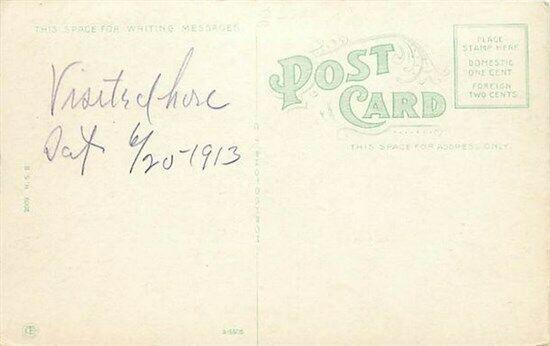 THIS SPACE FOR WRITING MESSAGES
Visited here
Sat 6/20-1913
POST
CARD
PLACE
STAMP HERE
DOMESTIC
ONE CENT
FOREIGN
TWO CENTS
THIS SPACE FOR ADDRESS ONLY.